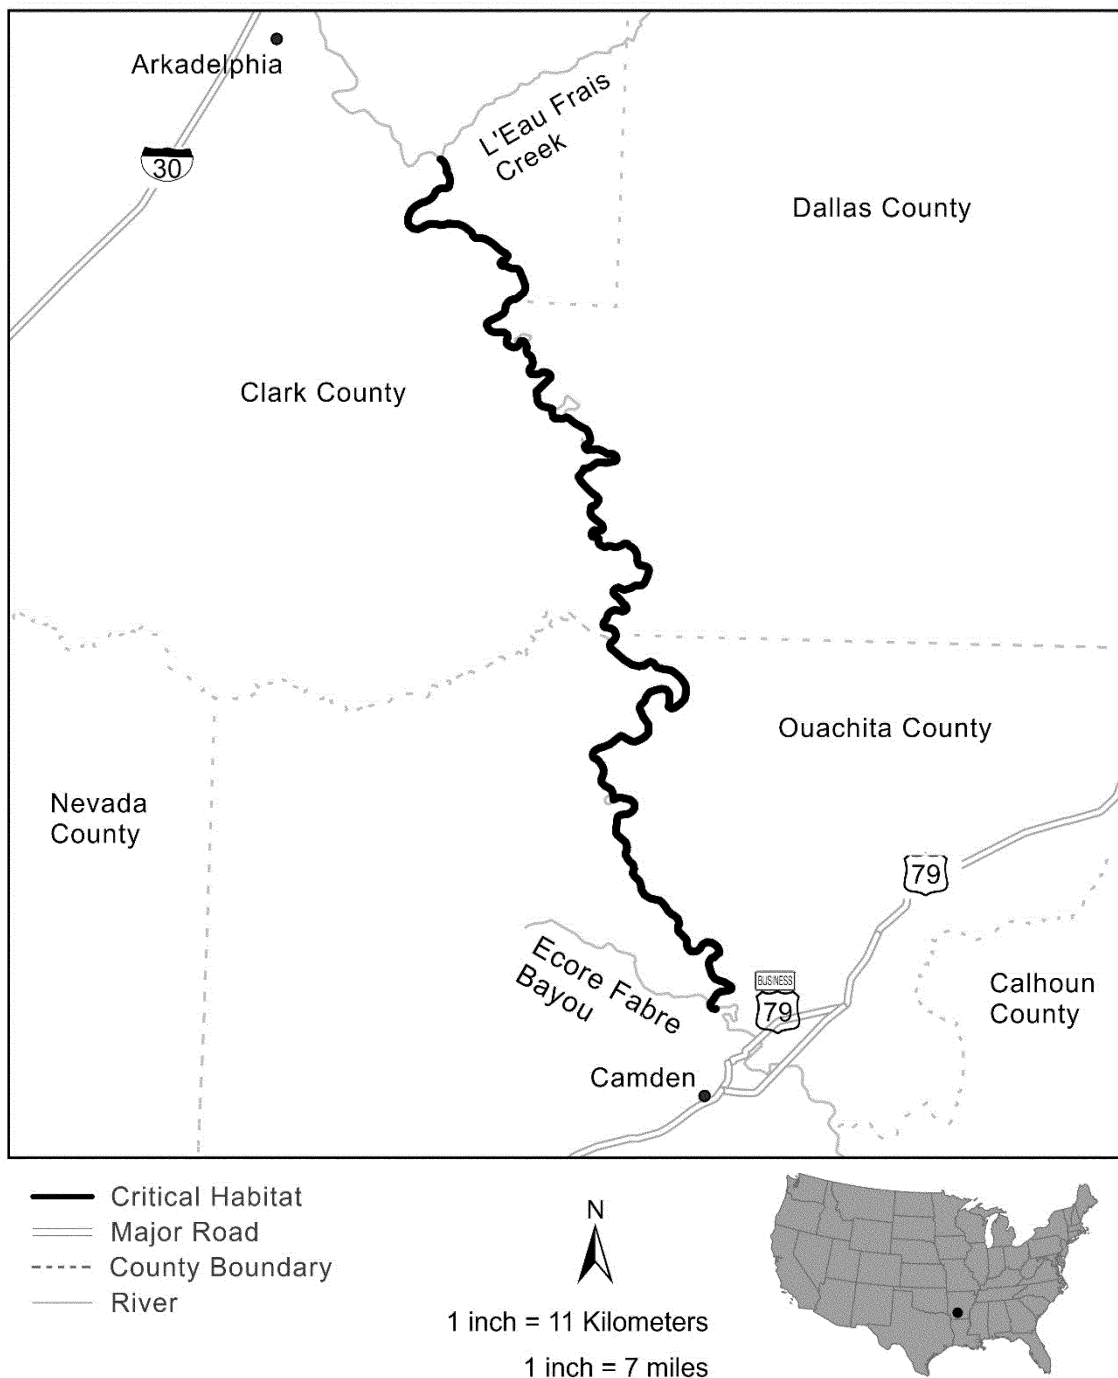 Arkadelphia
30
L'Eau Frais
Creek
Dallas County
Clark County
Ouachita County
Nevada
County
79
Ecore Fabre
Bayou
BUSINESS
79
Calhoun
County
Camden
Critical Habitat
Major Road
County Boundary
River
N
1 inch = 11 Kilometers
1 inch = 7 miles